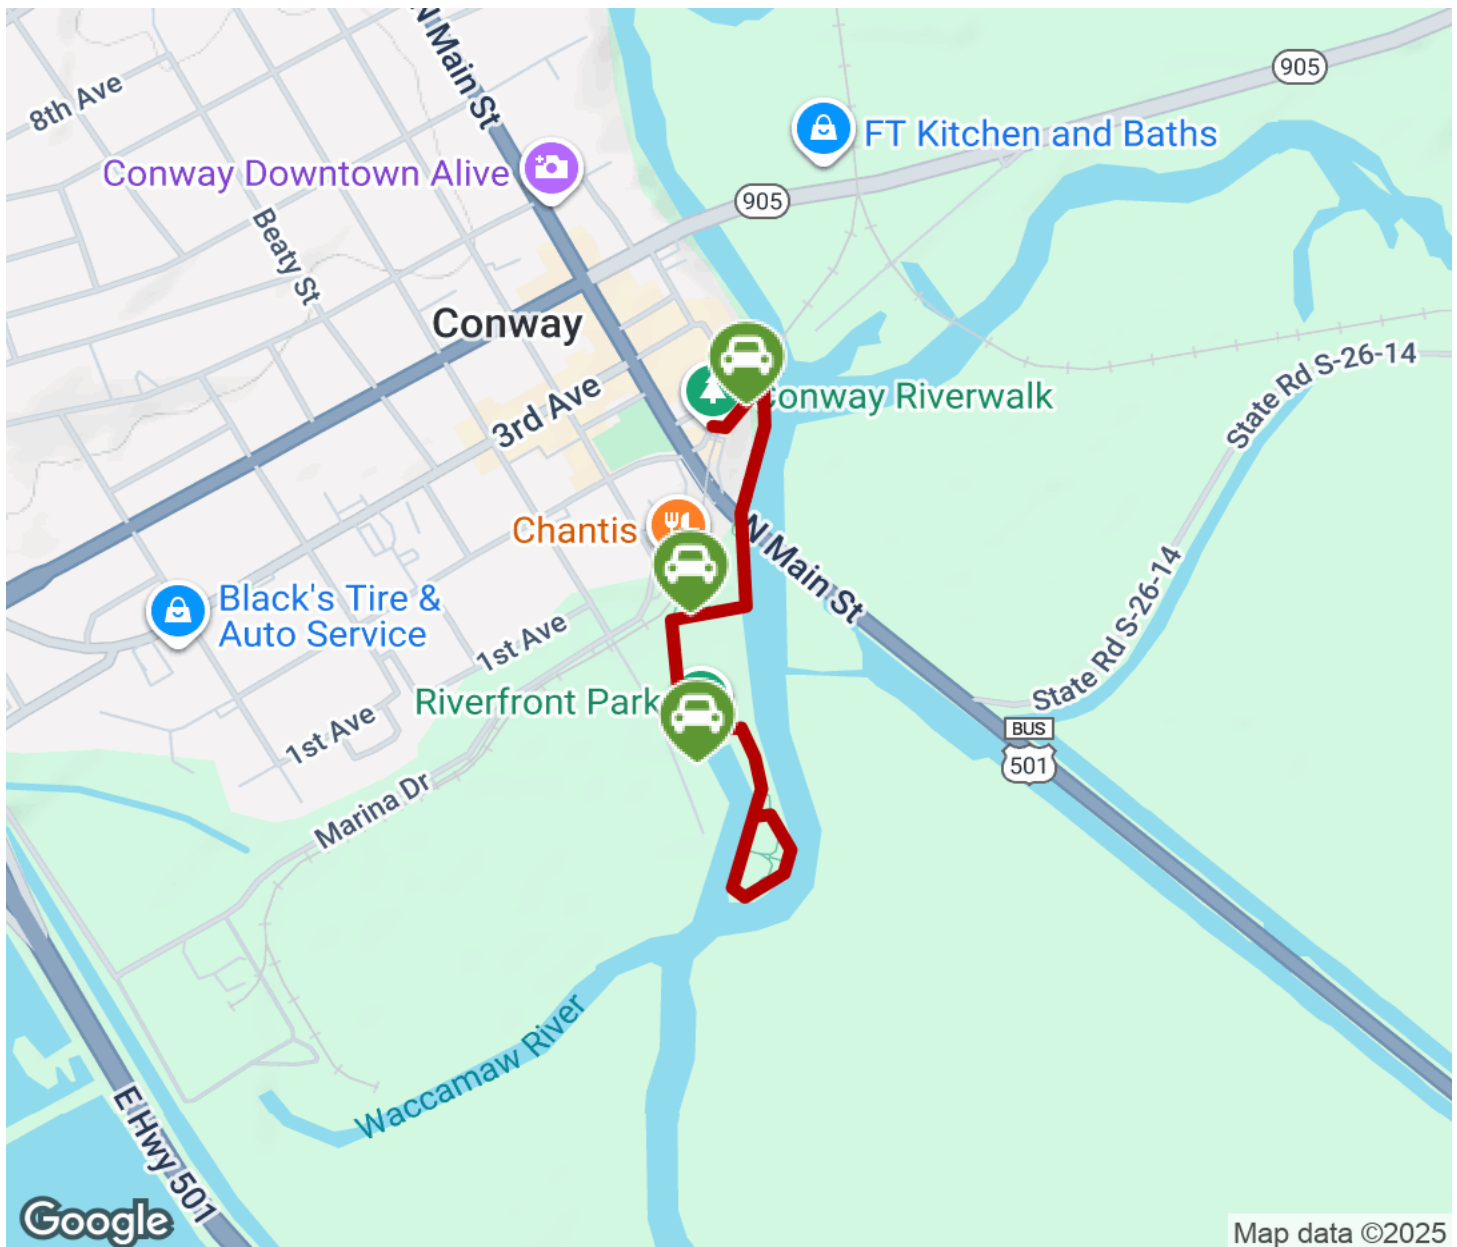 N Main St
8th Ave
905
FT Kitchen and Baths
Conway Downtown Alive
905
Beaty St
Conway
State Rd S-26-14
Conway Riverwalk
3rd Ave
Chantis
N Main St
Black's Tire &
Auto Service
1st Ave
State Rd S-26-14
Riverfront Park
1st Ave
BUS
501
Marina Dr
Waccamaw River
E Hwy 501
Google
Map data ©2025